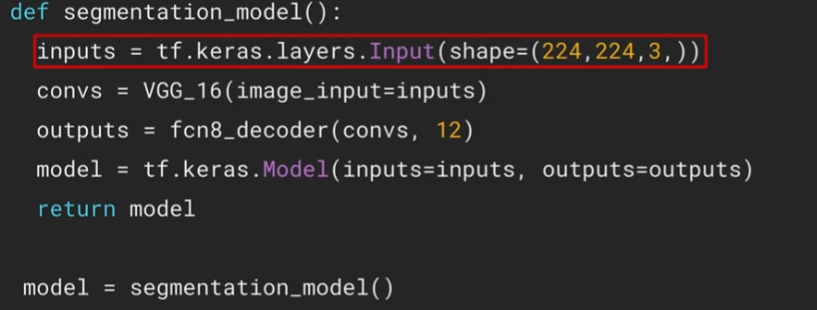 def segmentation_model():
inputs = tf.keras.layers.Input(shape=(224,224,3,))
convs = VGG_16(image_input=inputs)
outputs = fcn8_decoder(convs, 12)
model = tf.keras.Model(inputs=inputs, outputs=outputs)
return model
model = segmentation_model()